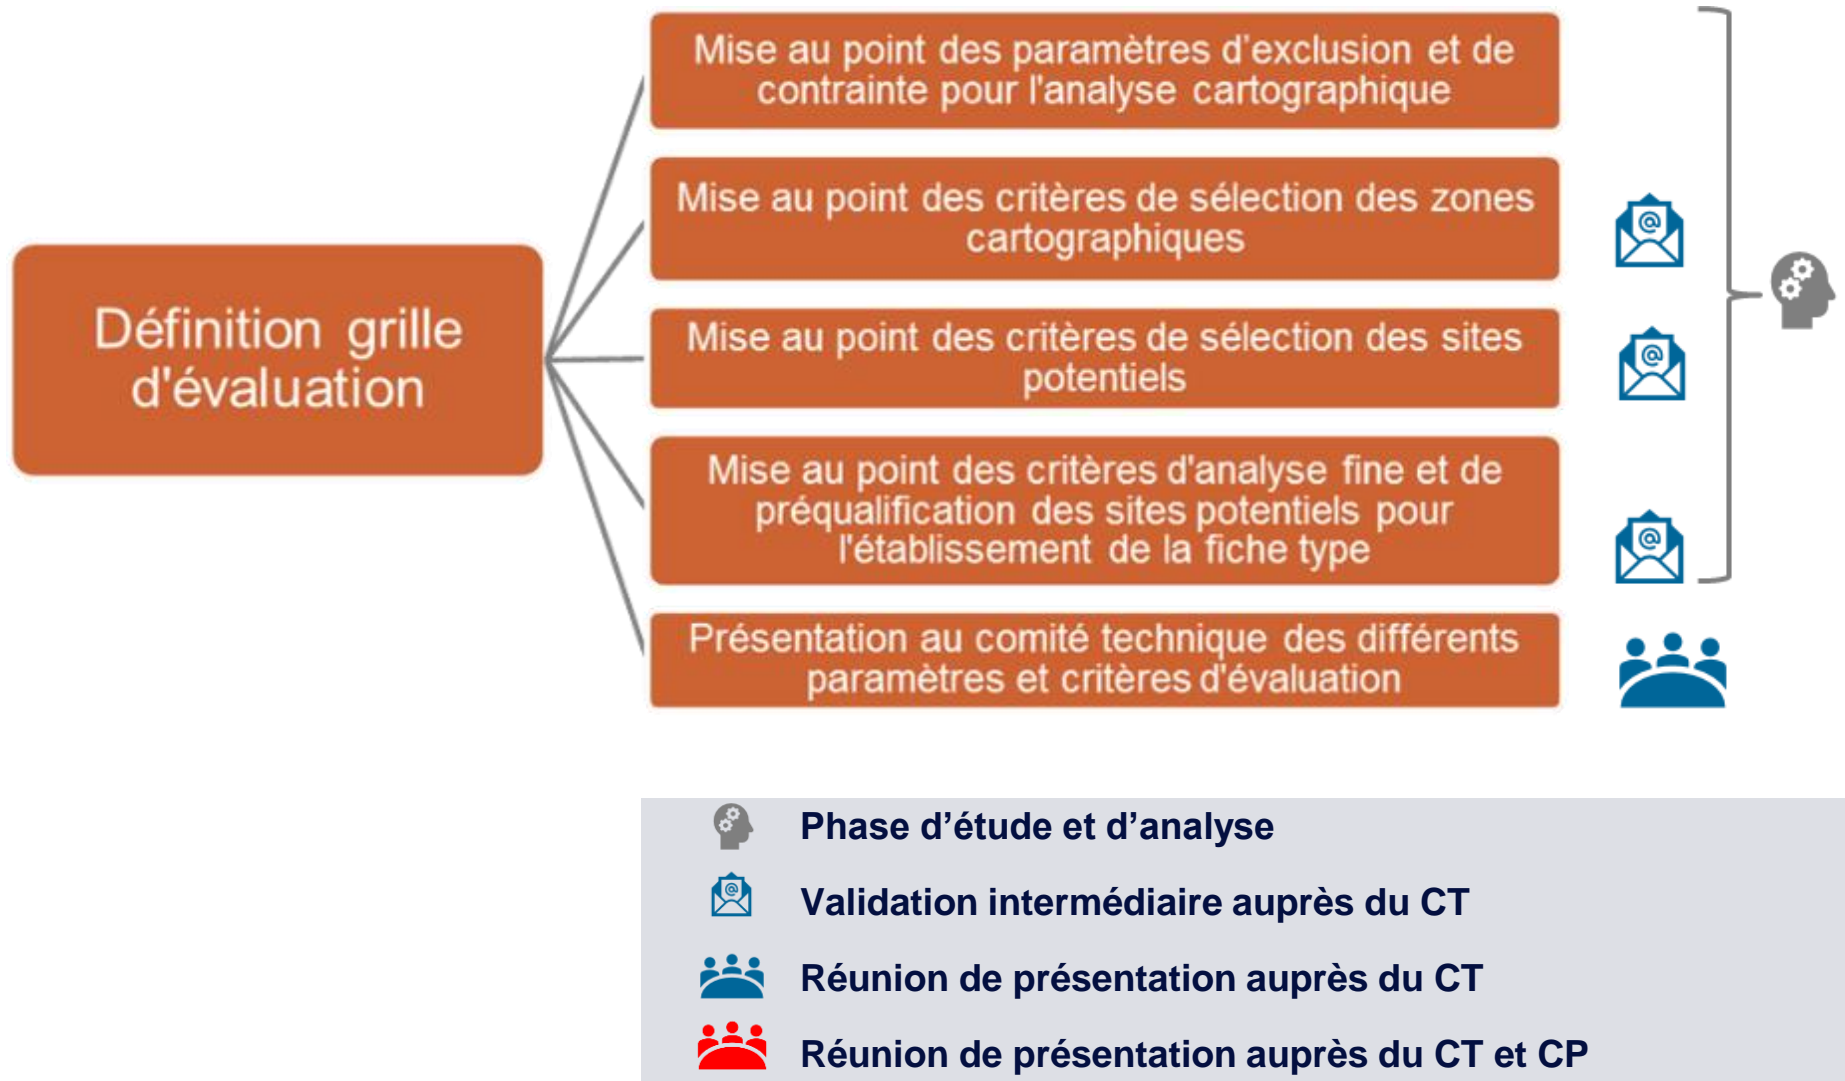 Mise au point des paramètres d’exclusion et de
contrainte pour l'analyse cartographique
Mise au point des critères de sélection des zones
cartographiques
Définition grille
d'évaluation
Mise au point des critères de sélection des sites
potentiels
Mise au point des critères d'analyse fine et de
préqualification des sites potentiels pour
l'établissement de la fiche type
Présentation au comité technique des différents
paramètres et critères d'évaluation
Phase d’étude et d’analyse
Validation intermédiaire auprès du CT
Réunion de présentation auprès du CT
Réunion de présentation auprès du CT et CP